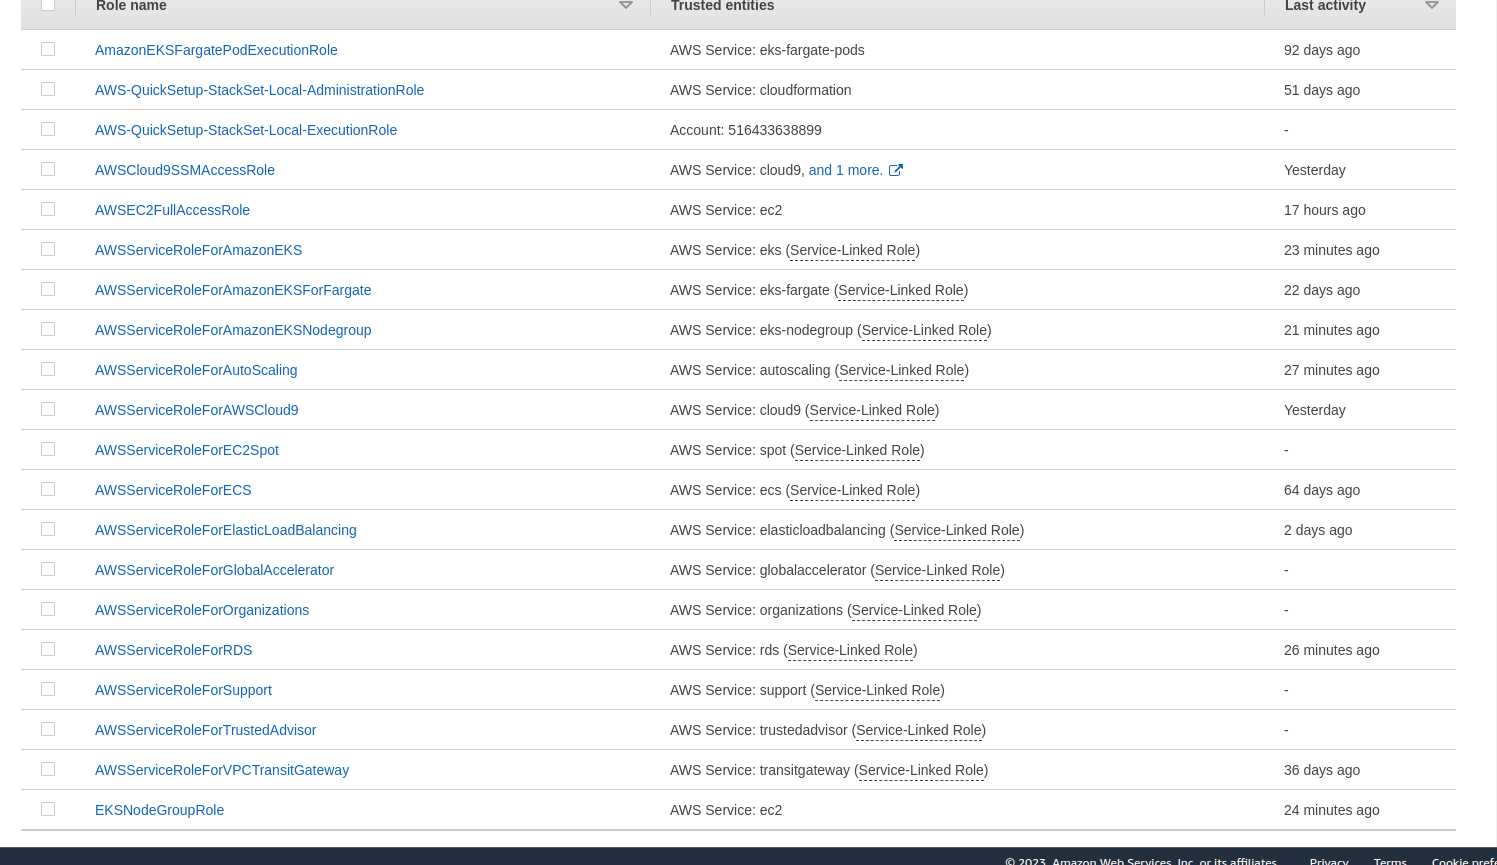 Role name Trusted entities Last activity
AmazonEKSFargatePodExecutionRole AWS Service: eks-fargate-pods 92 days ago
AWS-QuickSetup-StackSet-Local-AdministrationRole AWS Service: cloudformation 51 days ago
AWS-QuickSetup-StackSet-Local-ExecutionRole Account: 516433638899 -
AWSCloud9SSMAccessRole AWS Service: cloud9, and 1 more. Yesterday
AWSEC2FullAccessRole AWS Service: ec2 17 hours ago
AWSServiceRoleForAmazonEKS AWS Service: eks (Service-Linked Role) 23 minutes ago
AWSServiceRoleForAmazonEKSForFargate AWS Service: eks-fargate (Service-Linked Role) 22 days ago
AWSServiceRoleForAmazonEKSNodegroup AWS Service: eks-nodegroup (Service-Linked Role) 21 minutes ago
AWSServiceRoleForAutoScaling AWS Service: autoscaling (Service-Linked Role) 27 minutes ago
AWSServiceRoleForAWSCloud9 AWS Service: cloud9 (Service-Linked Role) Yesterday
AWSServiceRoleForEC2Spot AWS Service: spot (Service-Linked Role) -
AWSServiceRoleForECS AWS Service: ecs (Service-Linked Role) 64 days ago
AWSServiceRoleForElasticLoadBalancing AWS Service: elasticloadbalancing (Service-Linked Role) 2 days ago
AWSServiceRoleForGlobalAccelerator AWS Service: globalaccelerator (Service-Linked Role) -
AWSServiceRoleForOrganizations AWS Service: organizations (Service-Linked Role) -
AWSServiceRoleForRDS AWS Service: rds (Service-Linked Role) 26 minutes ago
AWSServiceRoleForSupport AWS Service: support (Service-Linked Role) -
AWSServiceRoleForTrustedAdvisor AWS Service: trustedadvisor (Service-Linked Role) -
AWSServiceRoleForVPCTransitGateway AWS Service: transitgateway (Service-Linked Role) 36 days ago
EKSNodeGroupRole AWS Service: ec2 24 minutes ago
© 2023, Amazon Web Services, Inc. or its affiliates. Privacy Terms Cookie prefe